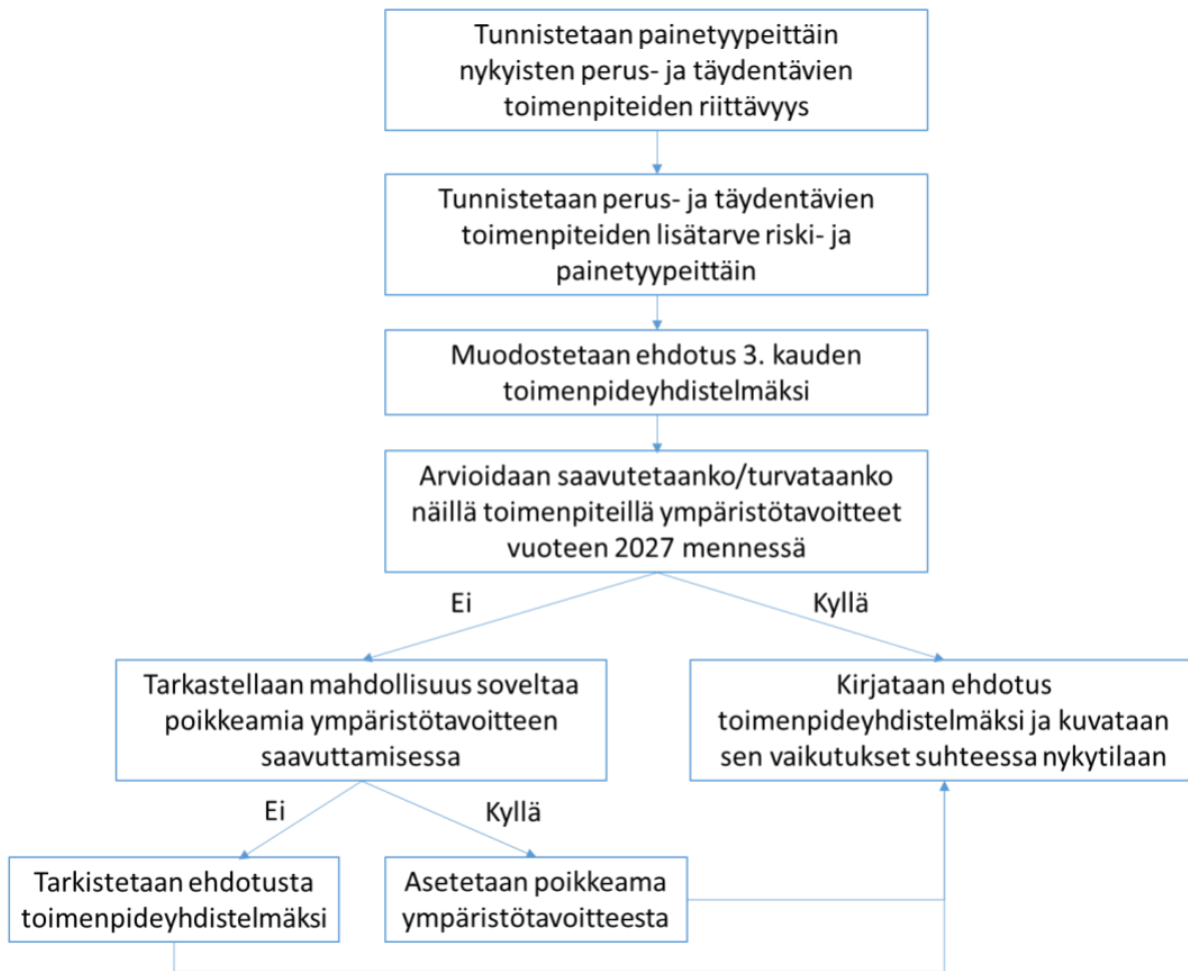 Tunnistetaan painetyypeittäin
nykyisten perus- ja täydentävien
toimenpiteiden riittävyys
Tunnistetaan perus- ja täydentävien
toimenpiteiden lisätarve riski- ja
painetyypeittäin
Muodostetaan ehdotus 3. kauden
toimenpideyhdistelmäksi
Arvioidaan saavutetaanko/turvataanko
näillä toimenpiteillä ympäristötavoitteet
vuoteen 2027 mennessä
Ei
Kyllä
Tarkastellaan mahdollisuus soveltaa
poikkeamia ympäristötavoitteen
saavuttamisessa
Kirjataan ehdotus
toimenpideyhdistelmäksi ja kuvataan
sen vaikutukset suhteessa nykytilaan
Ei
Kyllä
Tarkistetaan ehdotusta
toimenpideyhdistelmäksi
Asetetaan poikkeama
ympäristötavoitteesta